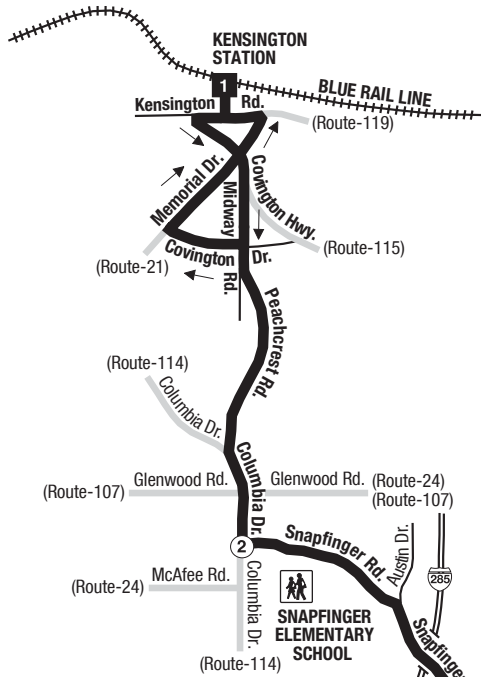 KENSINGTON
STATION
1
BLUE RAIL LINE
Kensington Rd.
(Route-119)
Memorial Dr.
Midway Rd.
Covington Hwy.
(Route-115)
(Route-21)
Covington Dr.
Peachcrest Rd.
(Route-114)
Columbia Dr.
Glenwood Rd.
Glenwood Rd.
(Route-107)
(Route-24)
(Route-107)
Columbia Dr.
2
Snapfinger Rd.
Austin Dr.
285
McAfee Rd.
(Route-24)
Columbia Dr.
SNAPFINGER
ELEMENTARY
SCHOOL
(Route-114)
Snapfinger